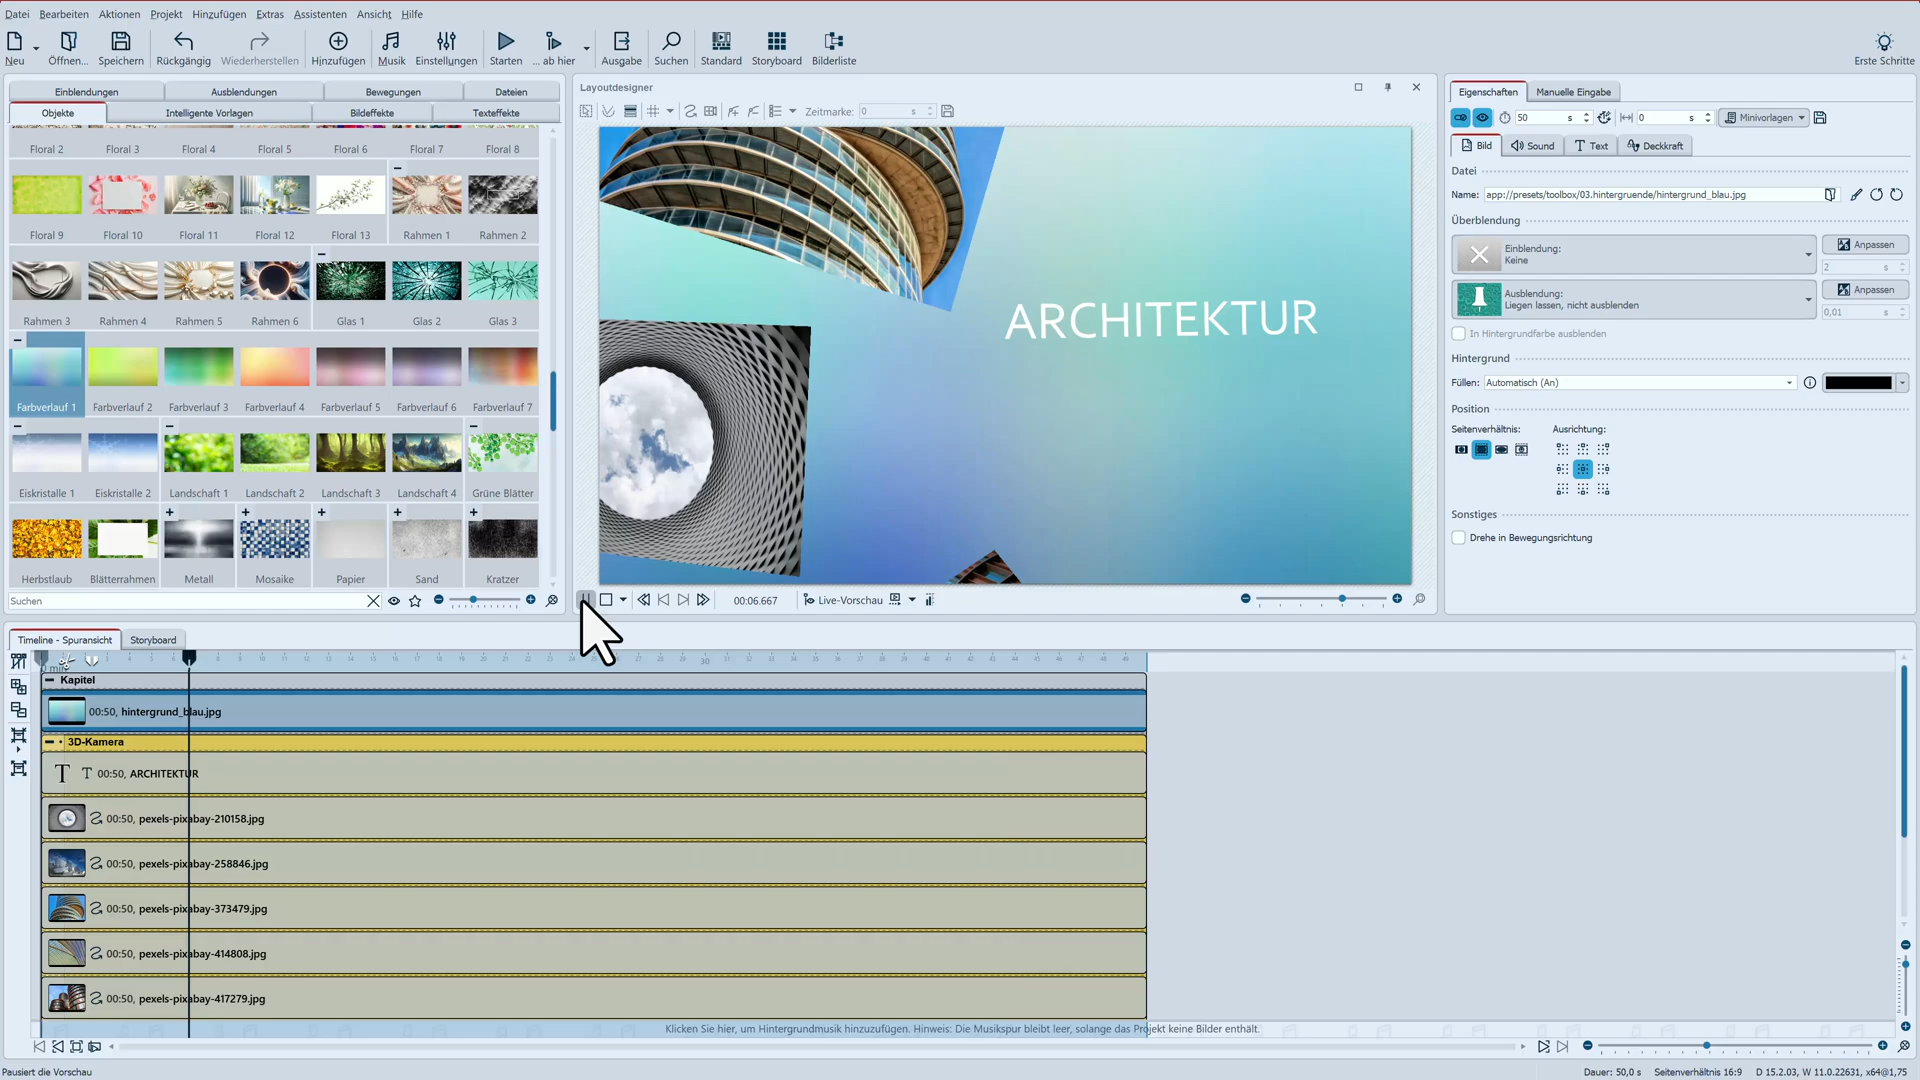 Datei Bearbeiten Aktionen Projekt Hinzufügen Extras Assistenten Ansicht Hilfe
Neu Öffnen... Speichern Rückgängig Wiederherstellen Hinzufügen Musik Einstellungen Starten ... ab hier Ausgabe Suchen Standard Storyboard Bilderliste Erste Schritte
Einblendungen Ausblendungen Bewegungen Dateien
Objekte Intelligente Vorlagen Bildeffekte Texteffekte
Floral 2 Floral 3 Floral 4 Floral 5 Floral 6 Floral 7 Floral 8
Floral 9 Floral 10 Floral 11 Floral 12 Floral 13 Rahmen 1 Rahmen 2
Rahmen 3 Rahmen 4 Rahmen 5 Rahmen 6 Glas 1 Glas 2 Glas 3
Farbverlauf 1 Farbverlauf 2 Farbverlauf 3 Farbverlauf 4 Farbverlauf 5 Farbverlauf 6 Farbverlauf 7
Eiskristalle 1 Eiskristalle 2 Landschaft 1 Landschaft 2 Landschaft 3 Landschaft 4 Grüne Blätter
Herbstlaub Blätterrahmen Metall Mosaike Papier Sand Kratzer
Suchen
Layoutdesigner
Zeitmarke: 0 s
ARCHITEKTUR
00:06.667 Live-Vorschau
Eigenschaften Manuelle Eingabe
50 s 0 s Minivorlagen
Bild Sound Text Deckkraft
Datei
Name: app://presets/toolbox/03.hintergruende/hintergrund_blau.jpg
Überblendung
Einblendung:
Keine
Anpassen
2 s
Ausblendung:
Liegen lassen, nicht ausblenden
Anpassen
0,01 s
In Hintergrundfarbe ausblenden
Hintergrund
Füllen: Automatisch (An)
Position
Seitenverhältnis: Ausrichtung:
Sonstiges
Drehe in Bewegungsrichtung
Timeline - Spuransicht Storyboard
0 min
30
Kapitel
00:50, hintergrund_blau.jpg
3D-Kamera
T T 00:50, ARCHITEKTUR
00:50, pexels-pixabay-210158.jpg
00:50, pexels-pixabay-258846.jpg
00:50, pexels-pixabay-373479.jpg
00:50, pexels-pixabay-414808.jpg
00:50, pexels-pixabay-417279.jpg
Klicken Sie hier, um Hintergrundmusik hinzuzufügen. Hinweis: Die Musikspur bleibt leer, solange das Projekt keine Bilder enthält.
Pausiert die Vorschau
Dauer: 50,0 s Seitenverhältnis 16:9 D 15.2.03, W 11.0.22631, x64@1,75